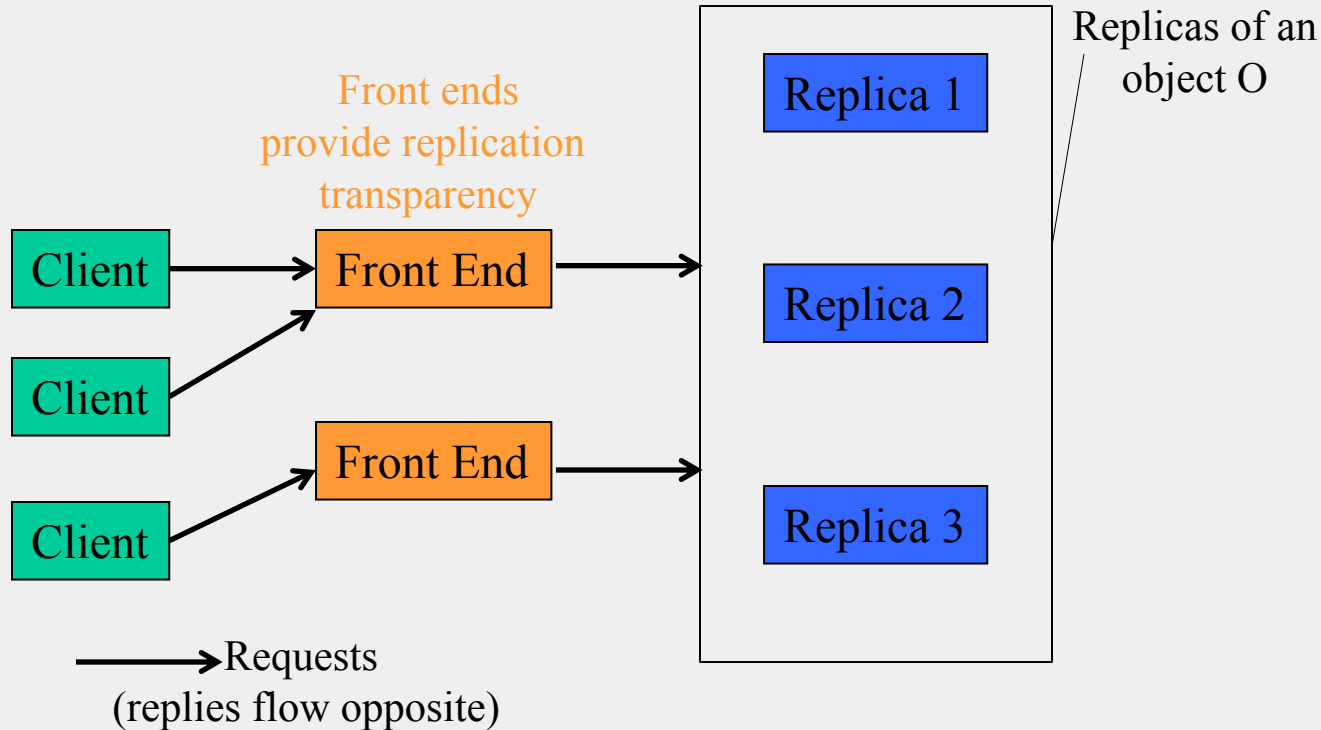 Replicas of an
object O
Replica 1
Front ends
provide replication
transparency
Client
Front End
Replica 2
Client
Front End
Client
Replica 3
Requests
(replies flow opposite)